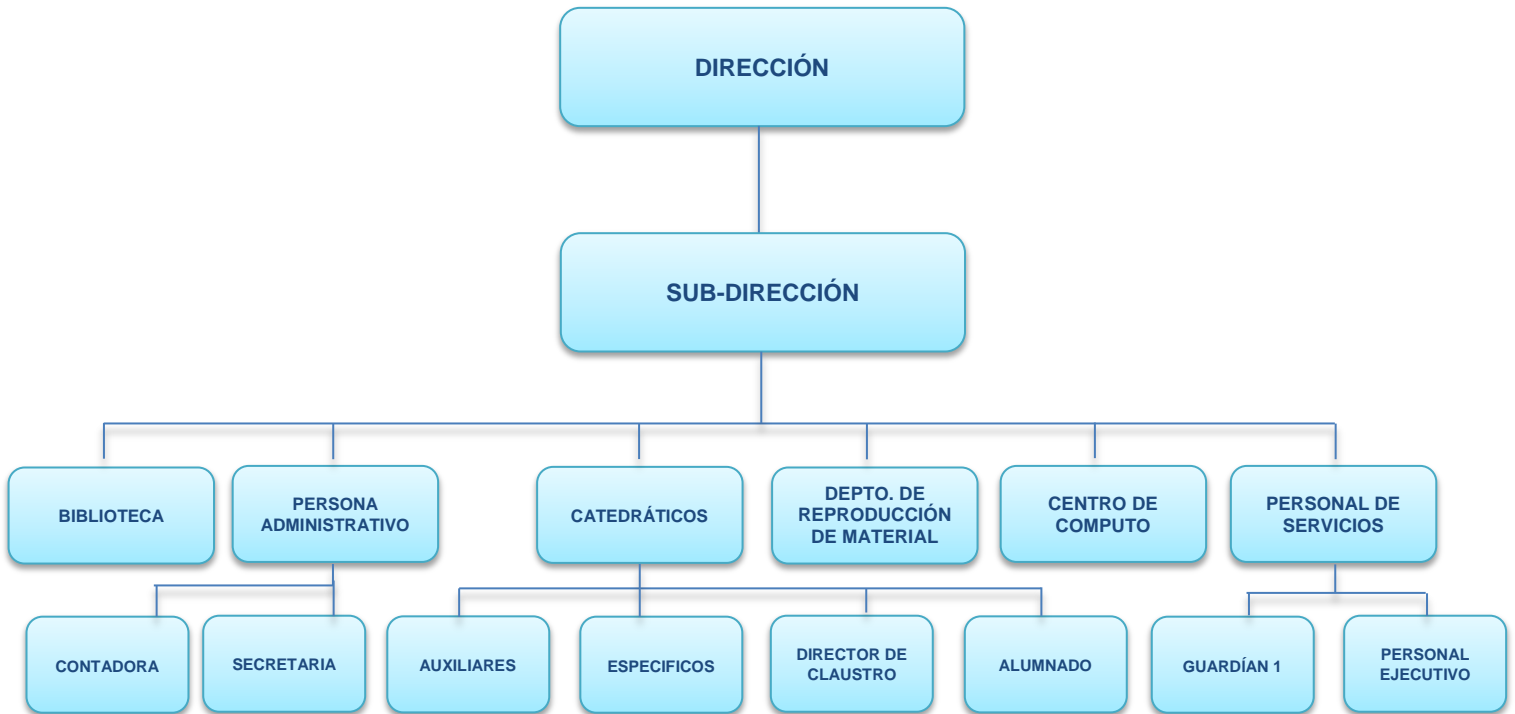 DIRECCIÓN
SUB-DIRECCIÓN
BIBLIOTECA
PERSONA
ADMINISTRATIVO
CATEDRÁTICOS
DEPTO. DE
REPRODUCCIÓN
DE MATERIAL
CENTRO DE
COMPUTO
PERSONAL DE
SERVICIOS
CONTADORA
SECRETARIA
AUXILIARES
ESPECIFICOS
DIRECTOR DE
CLAUSTRO
ALUMNADO
GUARDÍAN 1
PERSONAL
EJECUTIVO